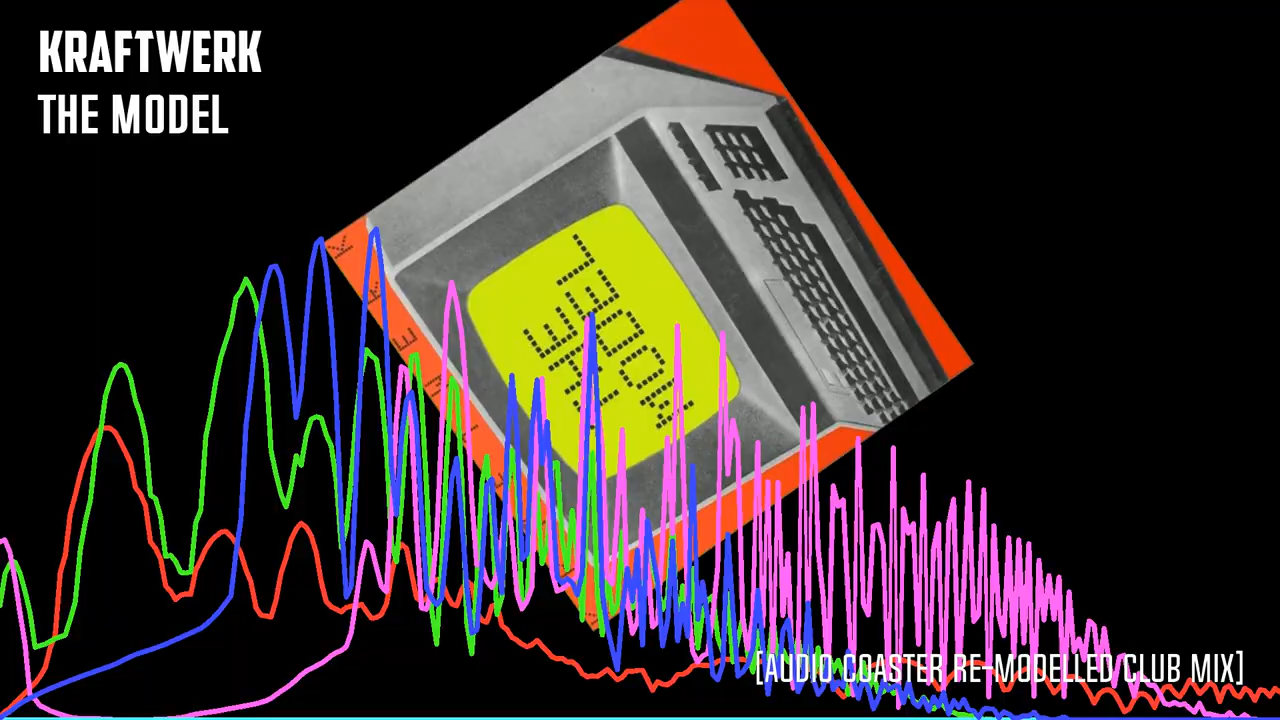 KRAFTWERK
THE MODEL
THE
MODEL
[AUDIO COASTER RE-MODELLED CLUB MIX]